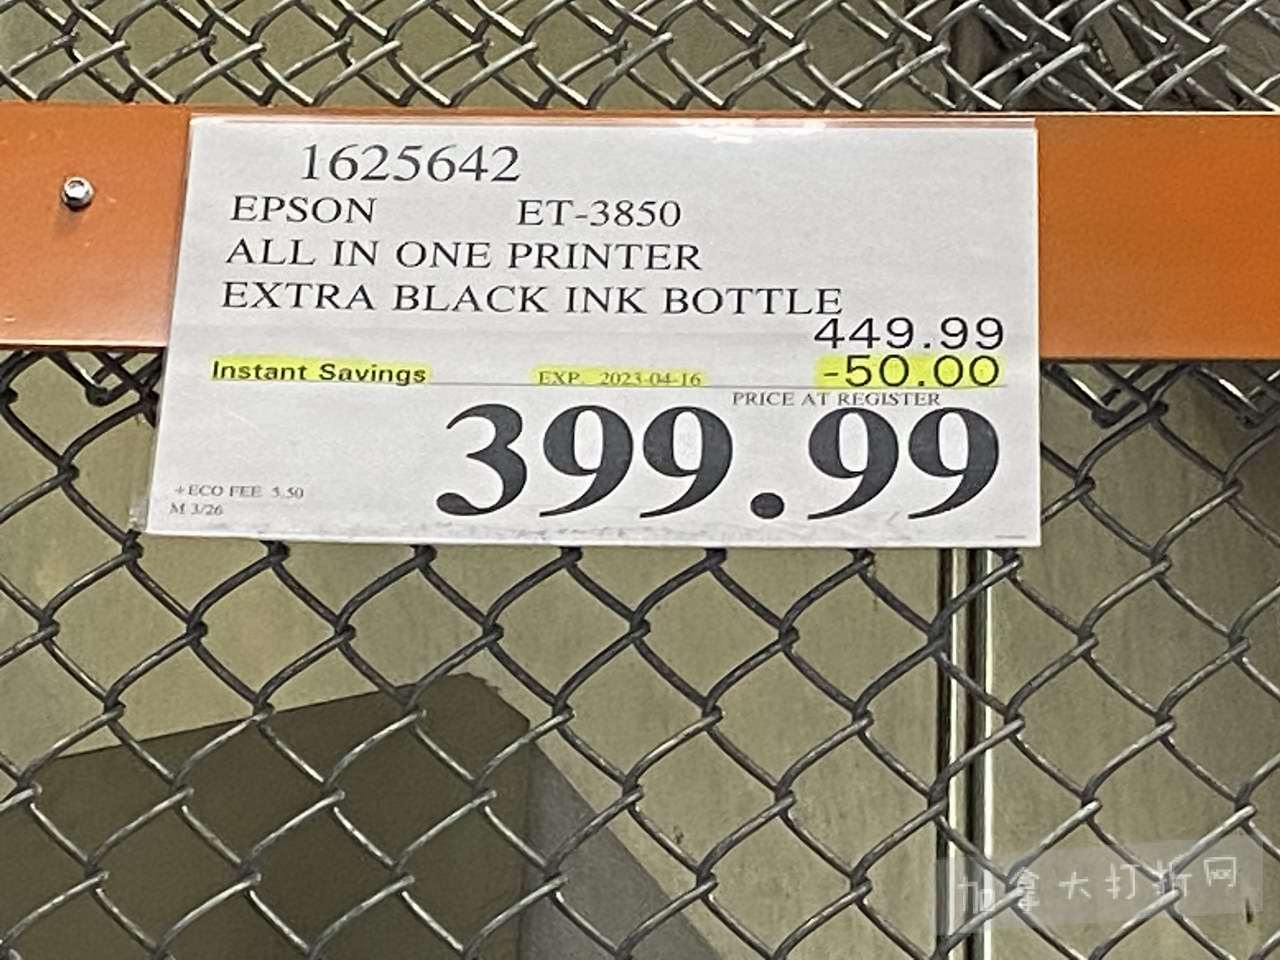 1625642
EPSON ET-3850
ALL IN ONE PRINTER
EXTRA BLACK INK BOTTLE
449.99
Instant Savings EXP. 2023-04-16 -50.00
PRICE AT REGISTER
399.99
+ECO FEE 5.50
M 3/26
加拿大打折网